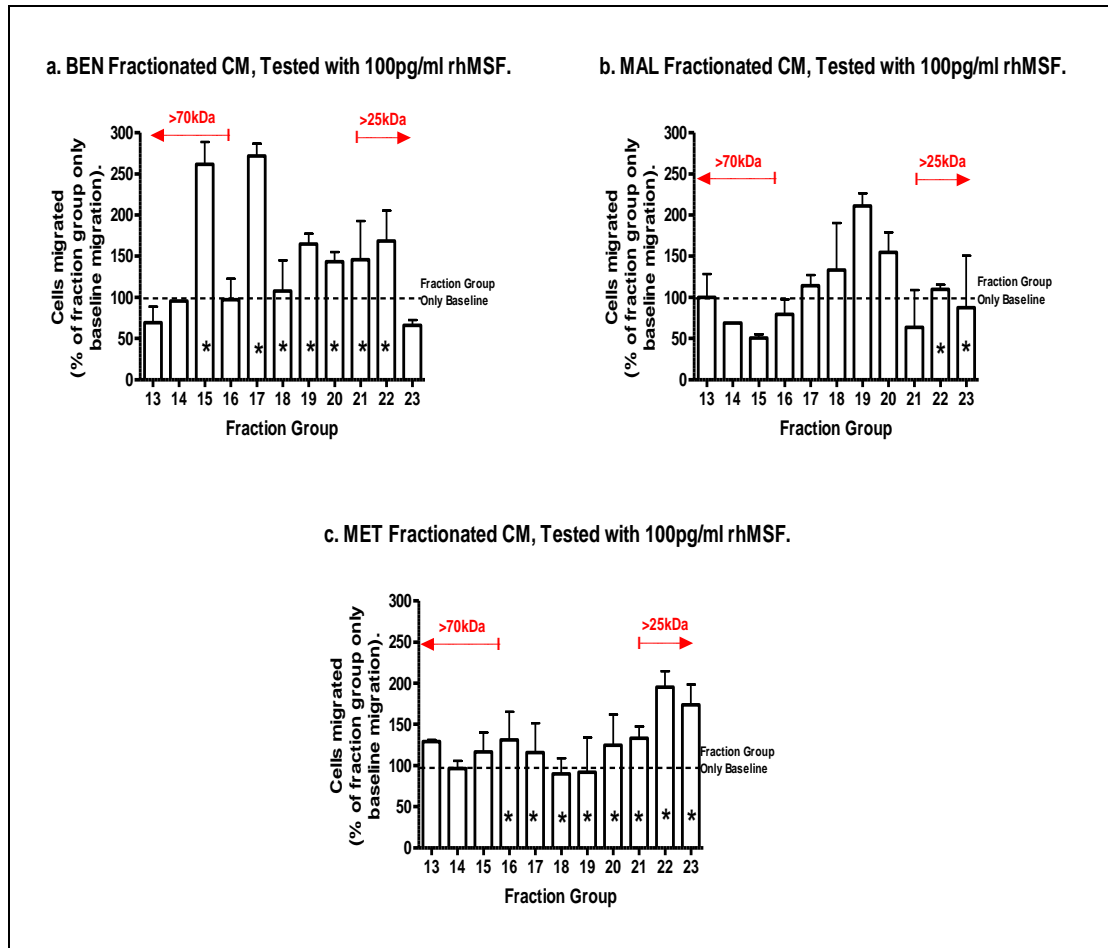 a. BEN Fractionated CM, Tested with 100pg/ml rhMSF.
>70kDa
>25kDa
Cells migrated
(% of fraction group only
baseline migration).
300
250
200
150
100
50
0
Fraction Group
Only Baseline
* * * * * * *
13 14 15 16 17 18 19 20 21 22 23
Fraction Group
b. MAL Fractionated CM, Tested with 100pg/ml rhMSF.
>70kDa
>25kDa
Cells migrated
(% of fraction group only
baseline migration).
300
250
200
150
100
50
0
Fraction Group
Only Baseline
* *
13 14 15 16 17 18 19 20 21 22 23
Fraction Group
c. MET Fractionated CM, Tested with 100pg/ml rhMSF.
>70kDa
>25kDa
Cells migrated
(% of fraction group only
baseline migration).
300
250
200
150
100
50
0
Fraction Group
Only Baseline
* * * * * * * *
13 14 15 16 17 18 19 20 21 22 23
Fraction Group